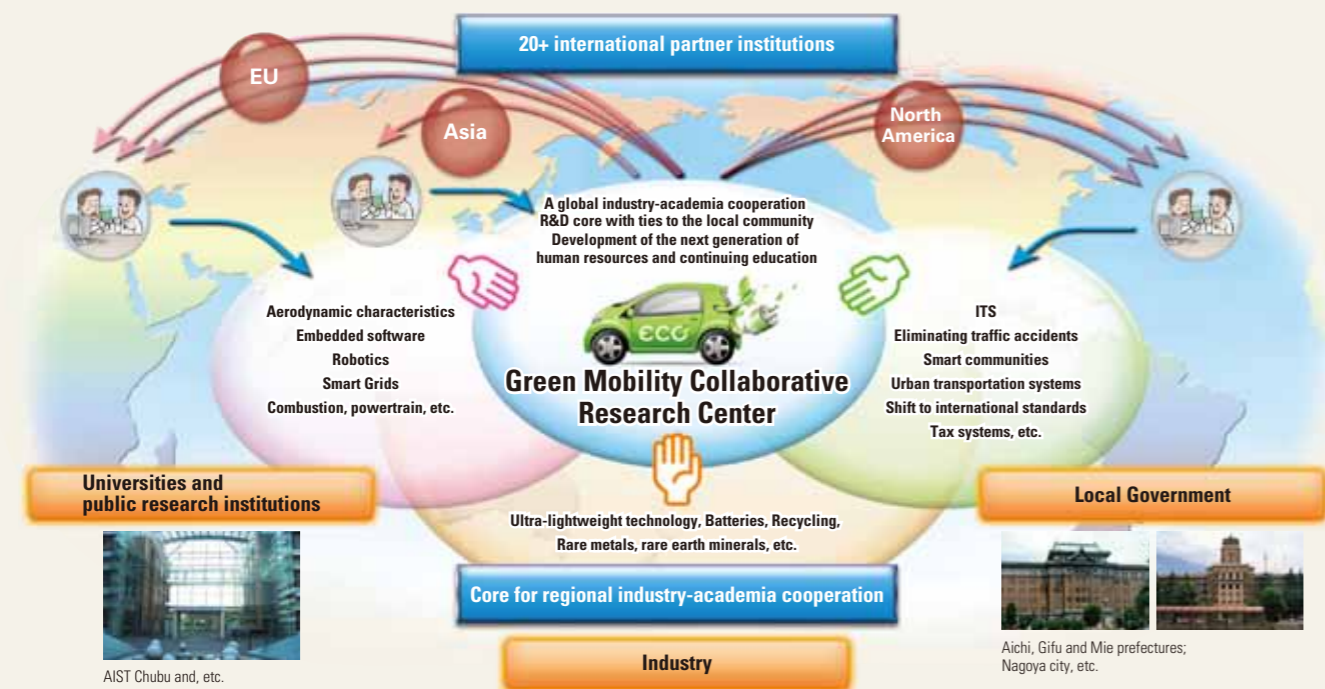 20+ international partner institutions
EU
Asia
North
America
A global industry-academia cooperation
R&D core with ties to the local community
Development of the next generation of
human resources and continuing education
Aerodynamic characteristics
Embedded software
Robotics
Smart Grids
Combustion, powertrain, etc.
ECO
Green Mobility Collaborative
Research Center
ITS
Eliminating traffic accidents
Smart communities
Urban transportation systems
Shift to international standards
Tax systems, etc.
Universities and
public research institutions
Local Government
Ultra-lightweight technology, Batteries, Recycling,
Rare metals, rare earth minerals, etc.
Core for regional industry-academia cooperation
Industry
AIST Chubu and, etc.
Aichi, Gifu and Mie prefectures;
Nagoya city, etc.